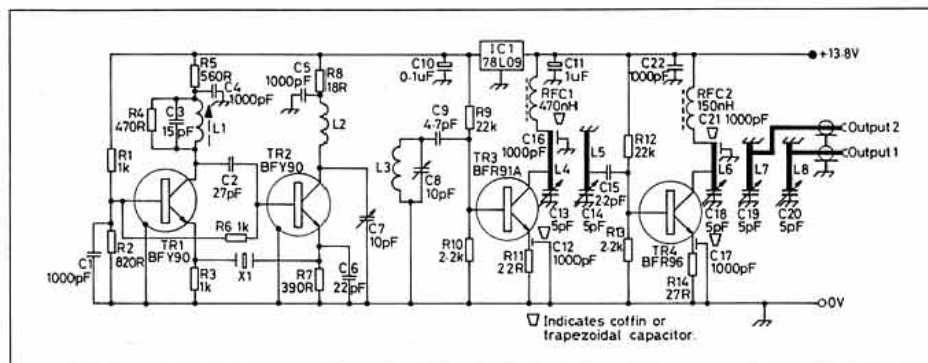 R5
560R
C4
1000pF
R4
470R
C3
15pF
L1
R1
1k
C2
27pF
TR2
BFY90
R6 1k
TR1
BFY90
C1
1000pF
R2
820R
R3
1k
X1
R7
390R
C6
22pF
C5
1000pF
R8
18R
L2
C7
10pF
L3
C8
10pF
C9
4·7pF
C10
0·1uF
R9
22k
IC1
78L09
C11
1uF
RFC1
470nH
C16
1000pF
L4
L5
TR3
BFR91A
R10
2·2k
R11
22R
C12
1000pF
C13
5pF
C14
5pF
C15
22pF
R12
22k
R13
2·2k
C22
1000pF
RFC2
150nH
C21 1000pF
L6
L7
L8
C18
5pF
C19
5pF
C20
5pF
C17
1000pF
TR4
BFR96
R14
27R
+13·8V
Output 2
Output 1
0V
Indicates coffin or
trapezoidal capacitor.